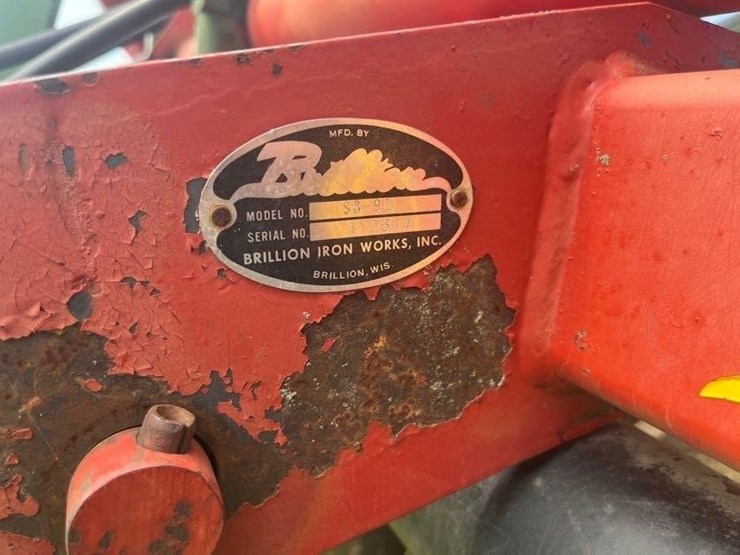 MFD. BY
Brillion
MODEL NO.
SERIAL NO.
BRILLION IRON WORKS, INC.
BRILLION, WIS.